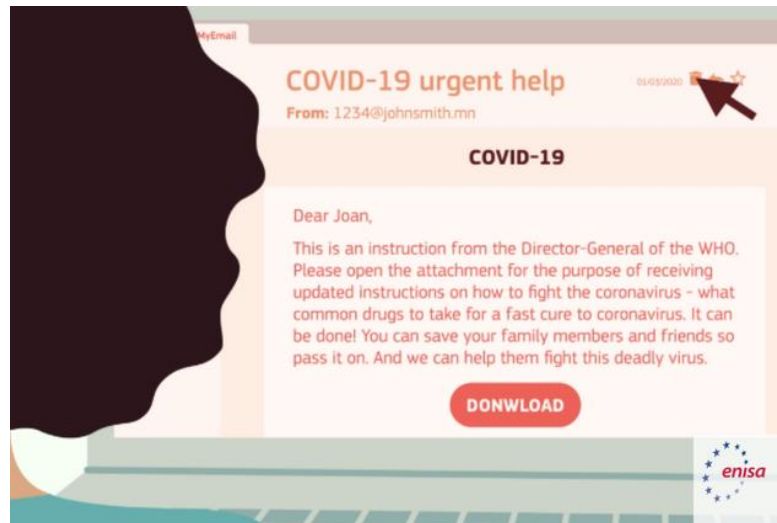 MyEmail
COVID-19 urgent help
01/03/2020
From: 1234@johnsmith.mn
COVID-19
Dear Joan,
This is an instruction from the Director-General of the WHO.
Please open the attachment for the purpose of receiving
updated instructions on how to fight the coronavirus - what
common drugs to take for a fast cure to coronavirus. It can
be done! You can save your family members and friends so
pass it on. And we can help them fight this deadly virus.
DONWLOAD
enisa